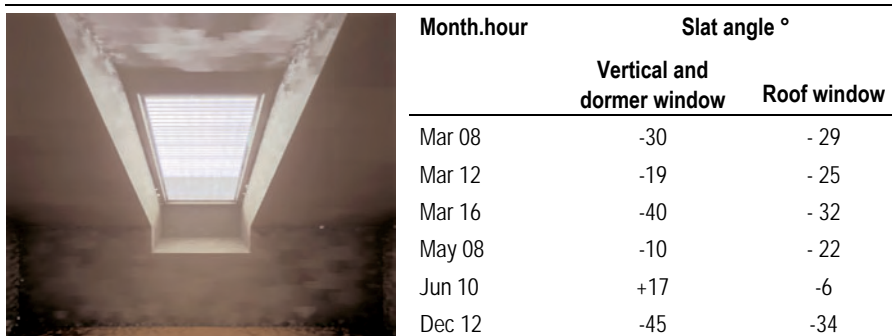 Month.hour Slat angle °
Vertical and
dormer window Roof window
Mar 08 -30 - 29
Mar 12 -19 - 25
Mar 16 -40 - 32
May 08 -10 - 22
Jun 10 +17 -6
Dec 12 -45 -34